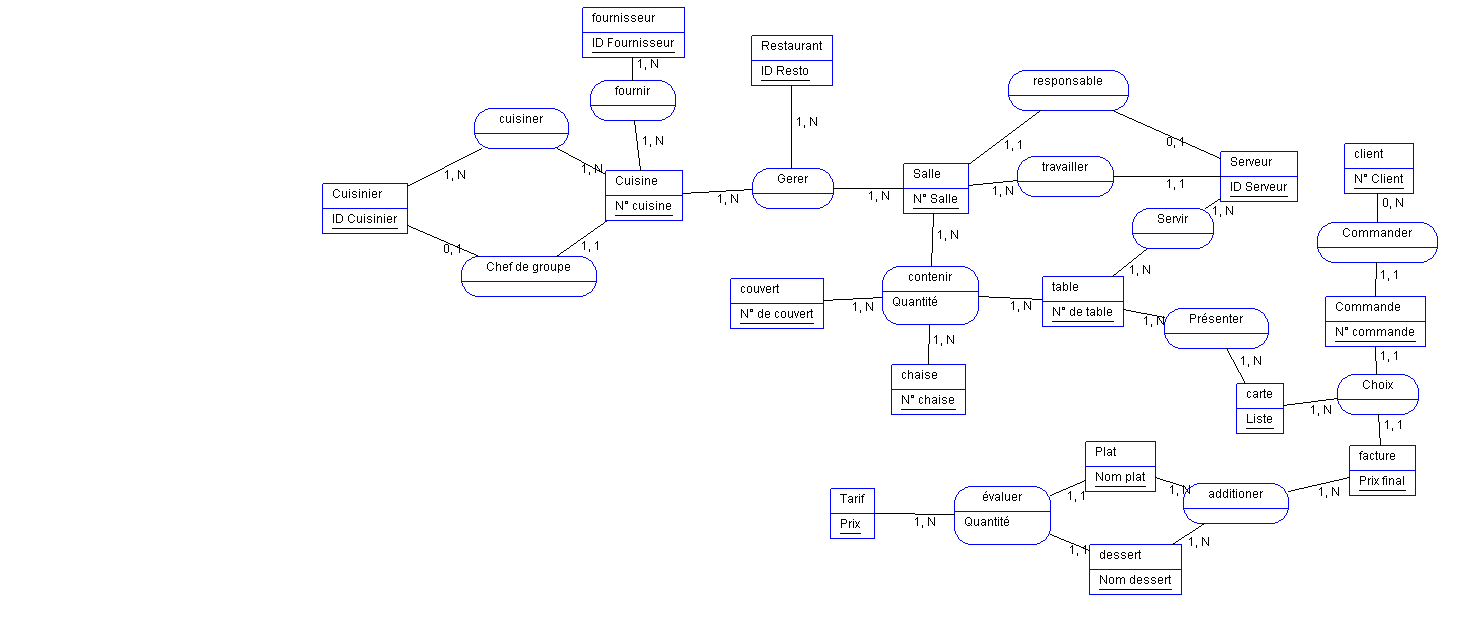 fournisseur
ID Fournisseur
1, N
fournir
1, N
Restaurant
ID Resto
1, N
responsable
1, 1
0, 1
cuisiner
1, N
1, N
Cuisinier
ID Cuisinier
Cuisine
N° cuisine
0, 1
1, 1
Chef de groupe
1, N
Gerer
1, N
Salle
N° Salle
travailler
1, N
1, 1
Serveur
ID Serveur
1, N
Servir
1, N
client
N° Client
0, N
Commander
1, 1
Commande
N° commande
1, 1
1, N
contenir
Quantité
couvert
N° de couvert
1, N
1, N
table
N° de table
1, N
Présenter
1, N
1, N
chaise
N° chaise
carte
Liste
1, N
Choix
1, 1
facture
Prix final
1, N
Plat
Nom plat
1, 1
1, N
additioner
Tarif
Prix
1, N
évaluer
Quantité
1, 1
1, N
dessert
Nom dessert